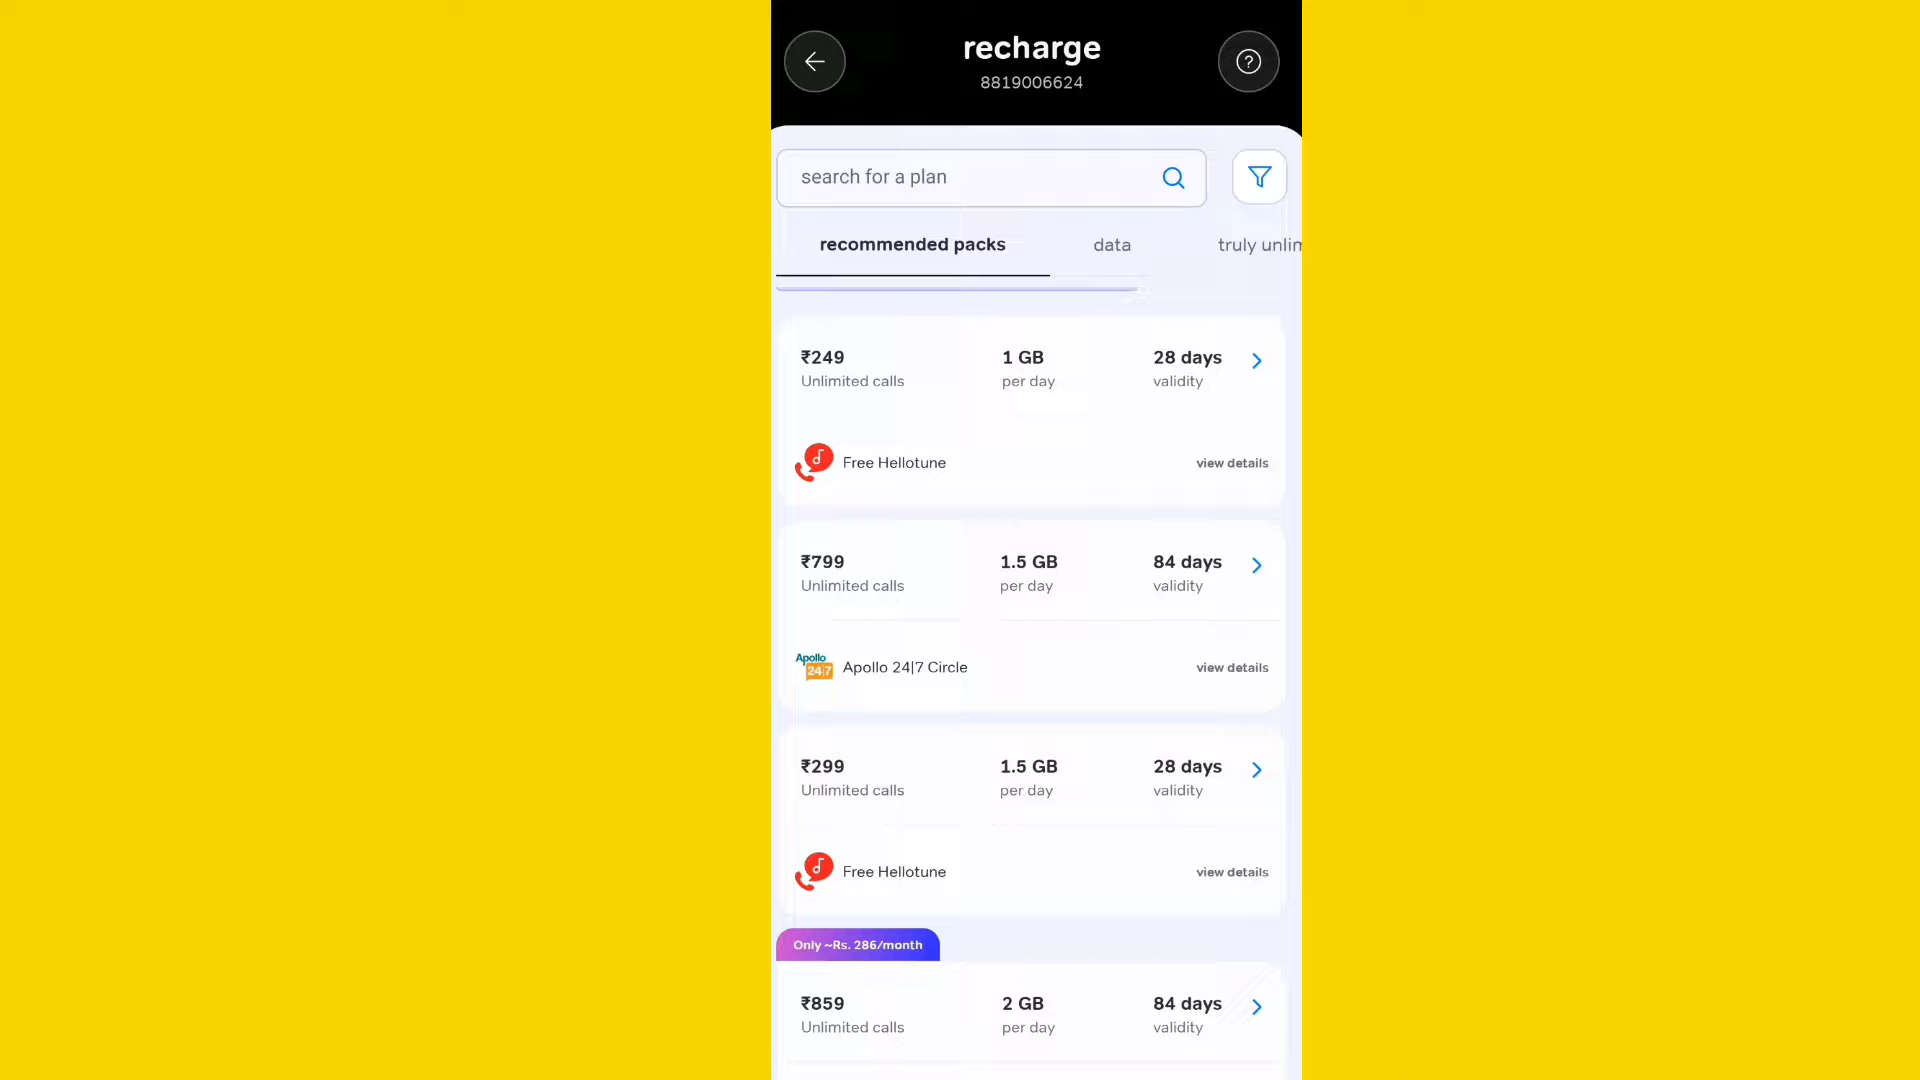 recharge
8819006624
search for a plan
recommended packs data truly unlim
₹249 1 GB 28 days
Unlimited calls per day validity
Free Hellotune view details
₹799 1.5 GB 84 days
Unlimited calls per day validity
Apollo 24|7 Apollo 24|7 Circle view details
₹299 1.5 GB 28 days
Unlimited calls per day validity
Free Hellotune view details
Only ~Rs. 286/month
₹859 2 GB 84 days
Unlimited calls per day validity